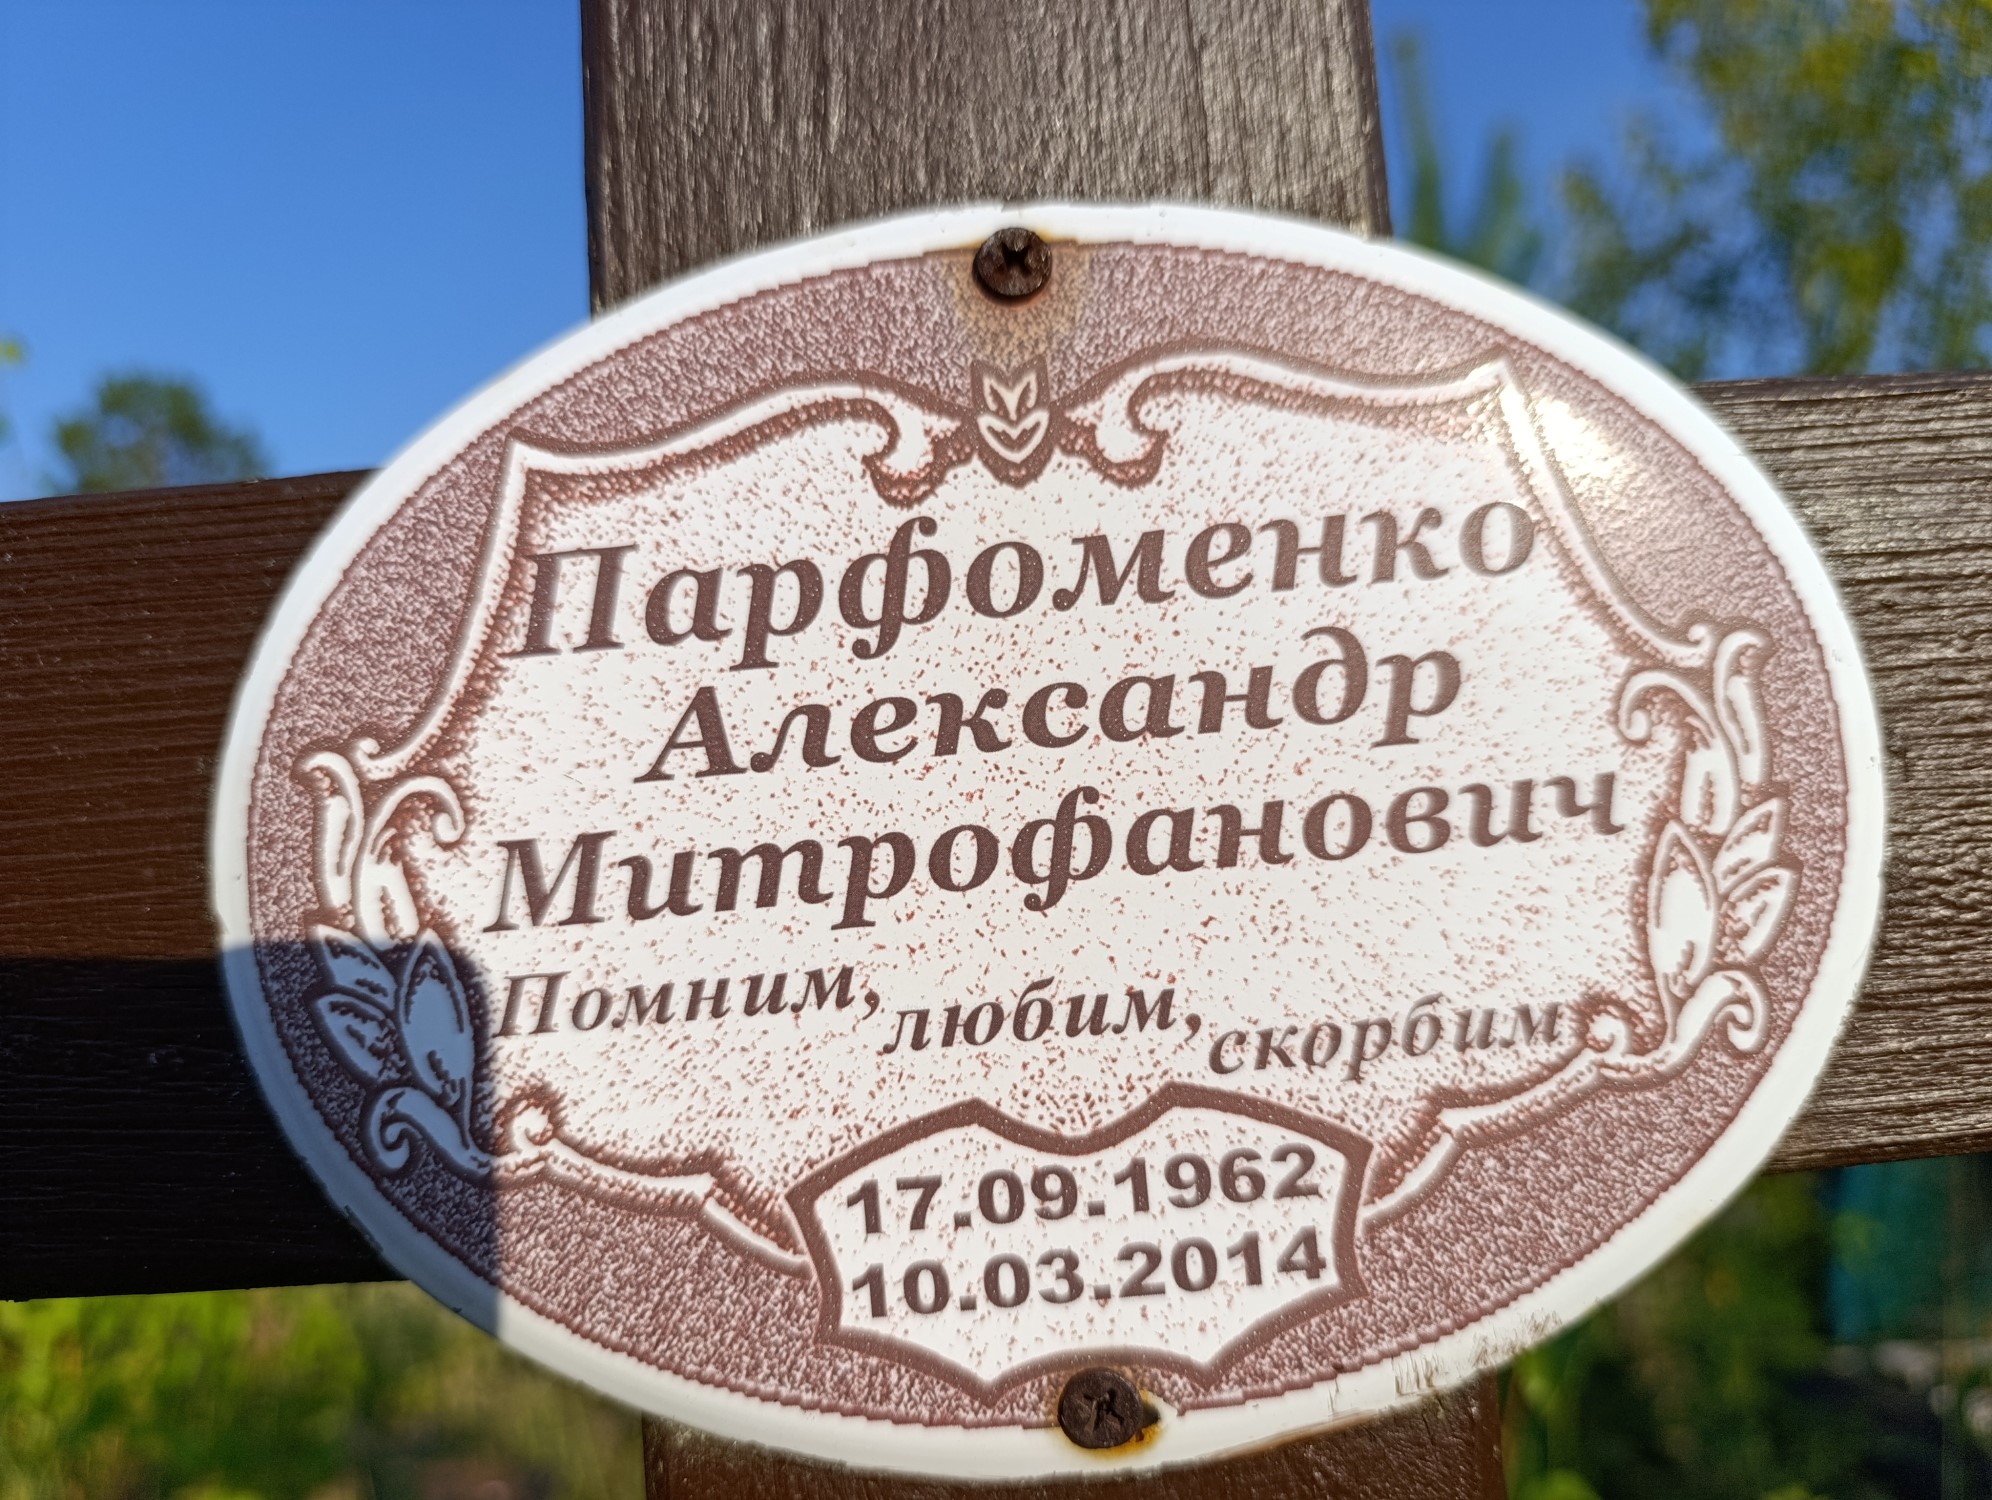 Парфоменко
Александр
Митрофанович
Помним, любим, скорбим
17.09.1962
10.03.2014